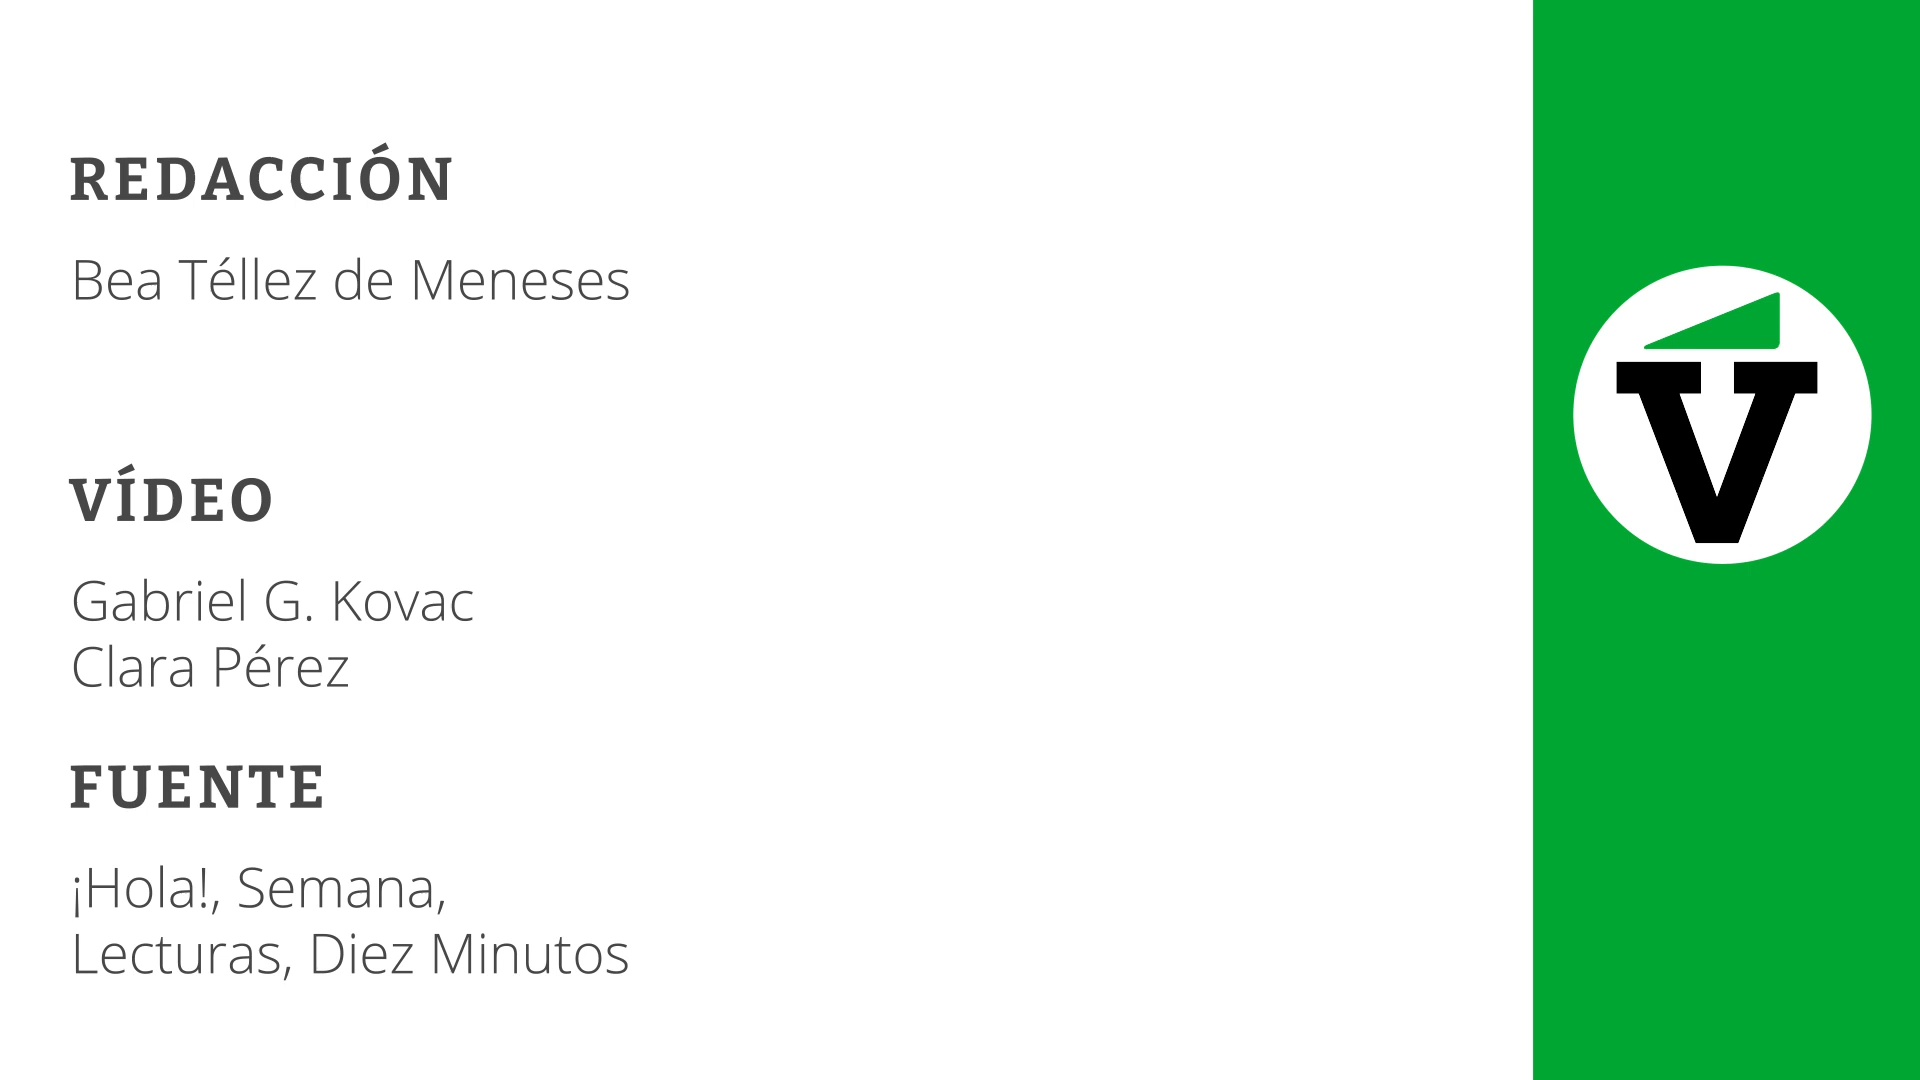 REDACCIÓN
Bea Téllez de Meneses
VÍDEO
Gabriel G. Kovac
Clara Pérez
FUENTE
¡Hola!, Semana,
Lecturas, Diez Minutos
V